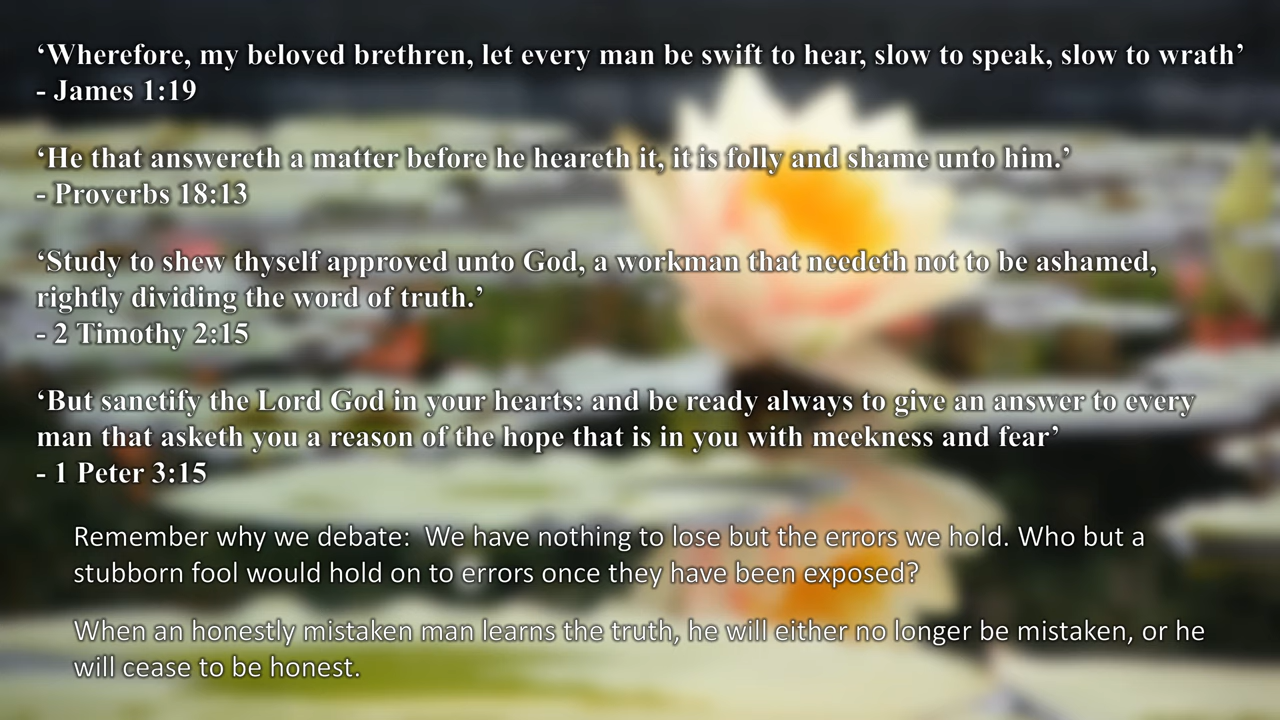 ‘Wherefore, my beloved brethren, let every man be swift to hear, slow to speak, slow to wrath’
- James 1:19
‘He that answereth a matter before he heareth it, it is folly and shame unto him.’
- Proverbs 18:13
‘Study to shew thyself approved unto God, a workman that needeth not to be ashamed,
rightly dividing the word of truth.’
- 2 Timothy 2:15
‘But sanctify the Lord God in your hearts: and be ready always to give an answer to every
man that asketh you a reason of the hope that is in you with meekness and fear’
- 1 Peter 3:15
Remember why we debate:  We have nothing to lose but the errors we hold. Who but a
stubborn fool would hold on to errors once they have been exposed?
When an honestly mistaken man learns the truth, he will either no longer be mistaken, or he
will cease to be honest.